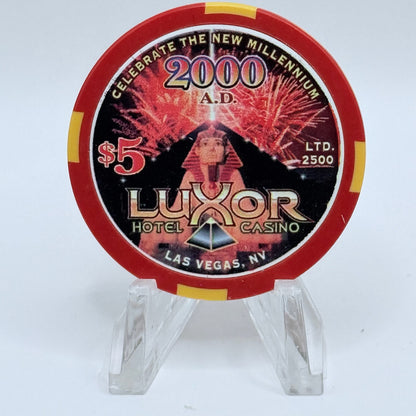 CELEBRATE THE NEW MILLENNIUM
2000
A.D.
$5
LTD.
2500
LUXOR
HOTEL CASINO
LAS VEGAS, NV